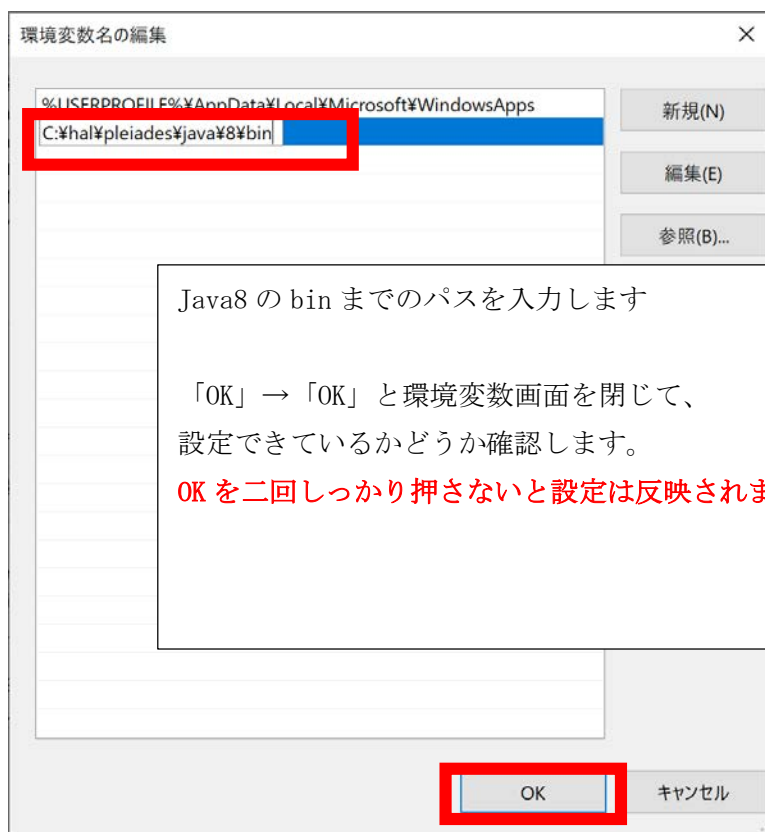 環境変数名の編集
%USERPROFILE%¥AppData¥Local¥Microsoft¥WindowsApps
C:¥hal¥pleiades¥java¥8¥bin
新規(N)
編集(E)
参照(B)...
Java8 の bin までのパスを入力します
「OK」→「OK」と環境変数画面を閉じて、
設定できているかどうか確認します。
OK を二回しっかり押さないと設定は反映されま
OK
キャンセル